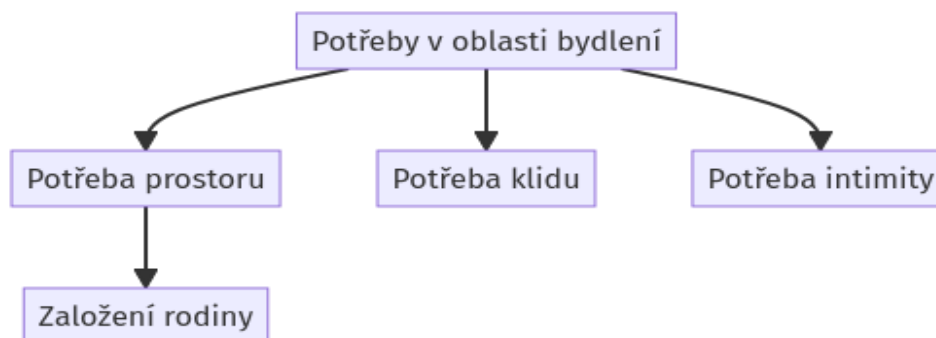 Potřeby v oblasti bydlení
Potřeba prostoru
Potřeba klidu
Potřeba intimity
Založení rodiny